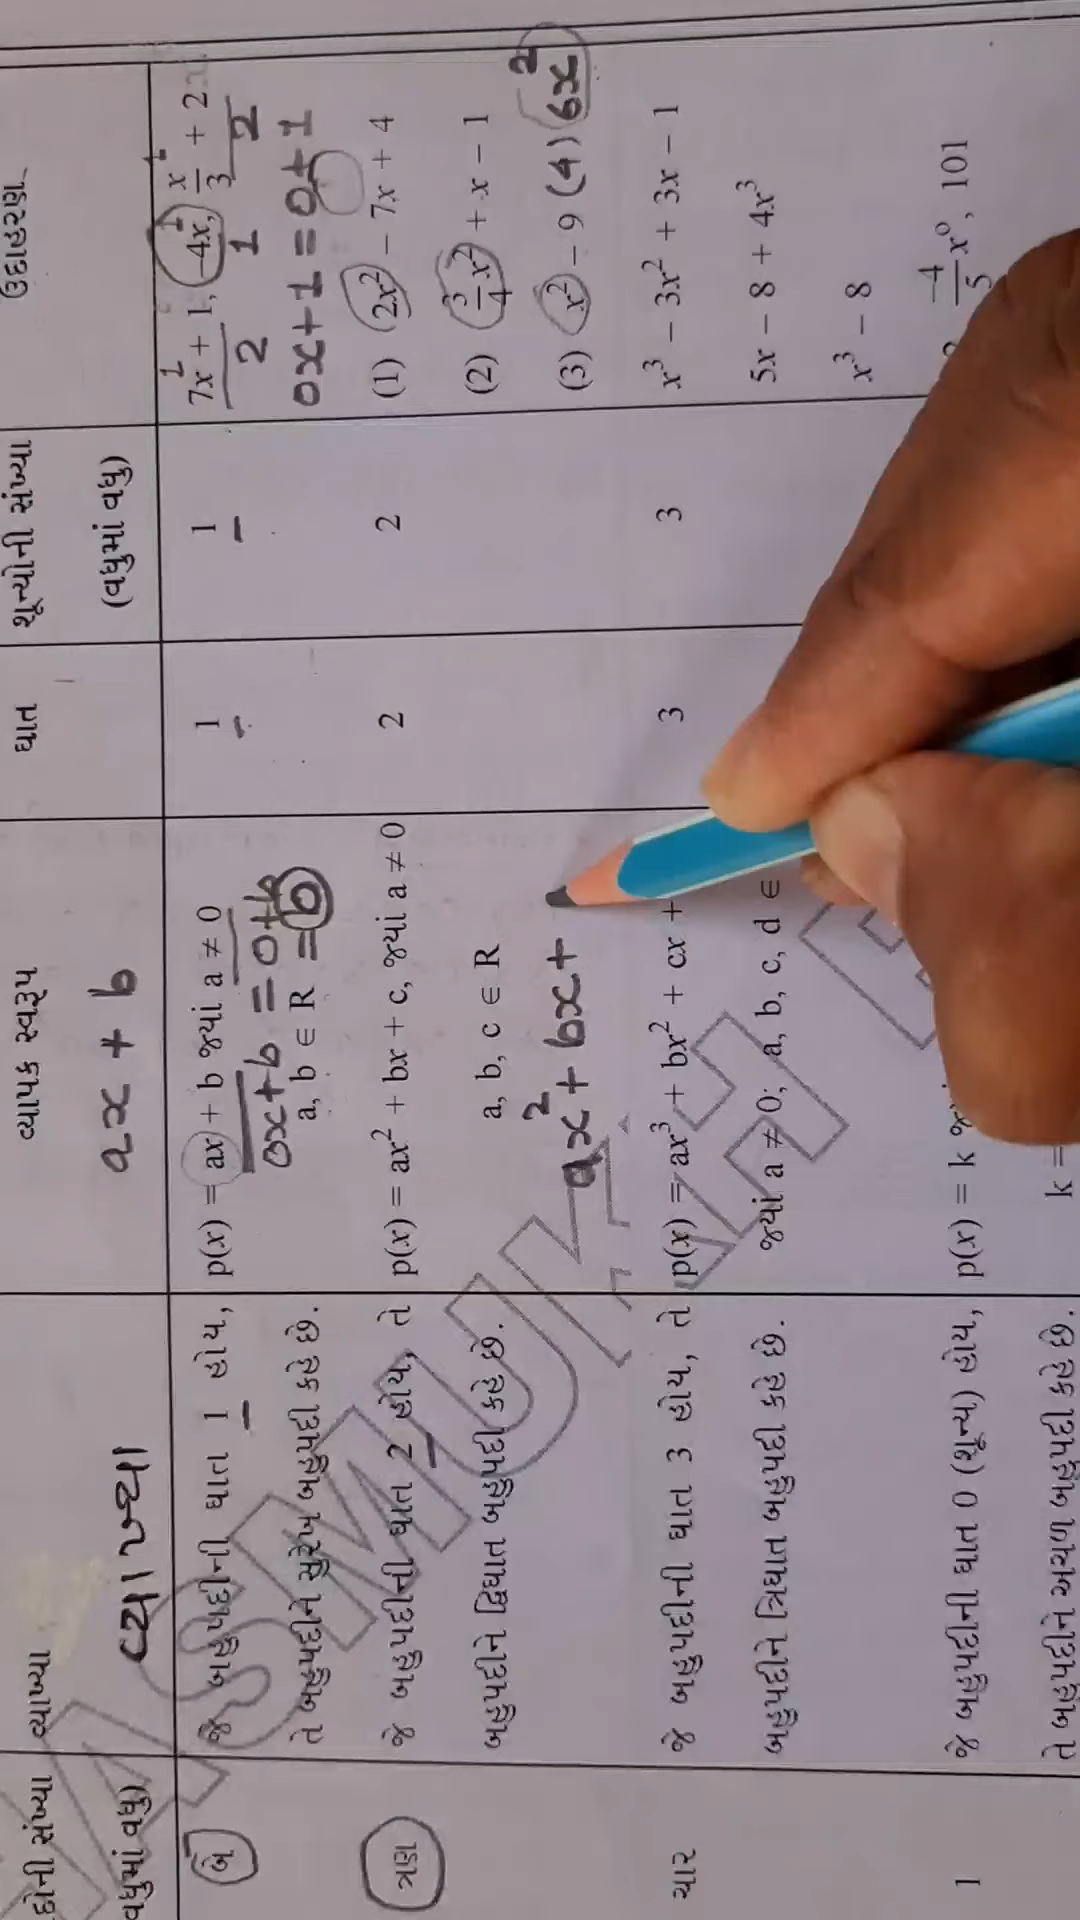 વ્યાખ્યા
વ્યાપક સ્વરૂપ
ઘાત
શૂન્યોની સંખ્યા
(વધુમાં વધુ)
ઉદાહરણ
સંખ્યા
વધુ)
વ્યાખ્યા
ax + b
બે
જે બહુપદીની ઘાત 1 હોય,
તે બહુપદીને સુરેખ બહુપદી કહે છે.
p(x) = ax + b જ્યાં a ≠ 0
0x+b = 0+b
a, b ∈ R
= b
1
1
7x + 1, -4x, x/3 + 2
2 1 2
0x+1=0+1
ત્રણ
જે બહુપદીની ઘાત 2 હોય, તે
બહુપદીને દ્વિઘાત બહુપદી કહે છે.
p(x) = ax² + bx + c, જ્યાં a ≠ 0
a, b, c ∈ R
ax² + bx +
2
2
(1) 2x² - 7x + 4
(2) 3/4 x² + x - 1
(3) x² - 9 (4) 6x²
ચાર
જે બહુપદીની ઘાત 3 હોય, તે
બહુપદીને ત્રિઘાત બહુપદી કહે છે.
p(x) = ax³ + bx² + cx +
જ્યાં a ≠ 0; a, b, c, d ∈
3
3
x³ - 3x² + 3x - 1
5x - 8 + 4x³
x³ - 8
1
જે બહુપદીની ઘાત 0 (શૂન્ય) હોય,
તે બહુપદીને અચળ બહુપદી કહે છે.
p(x) = k
k =
-4/5 x⁰, 101